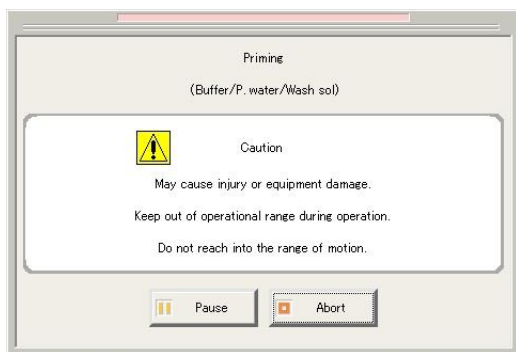 Priming
(Buffer/P. water/Wash sol)
Caution
May cause injury or equipment damage.
Keep out of operational range during operation.
Do not reach into the range of motion.
Pause
Abort